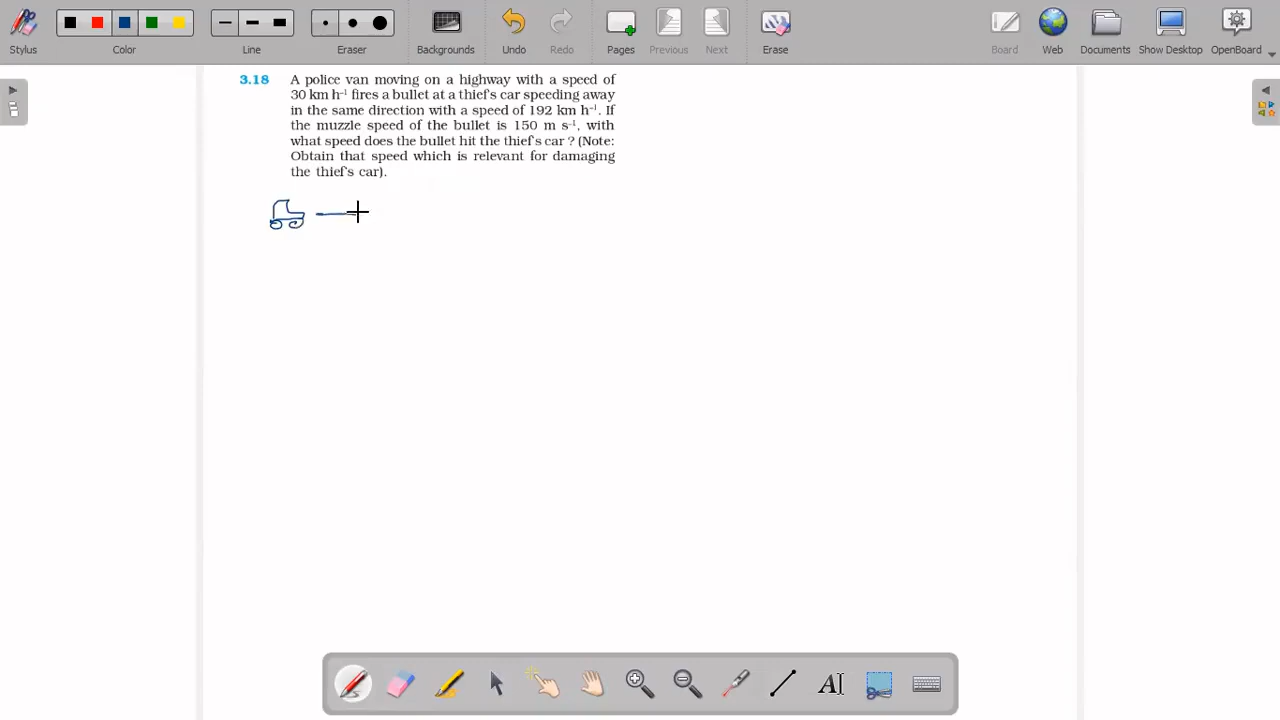 Stylus
Color
Line
Eraser
Backgrounds
Undo
Redo
Pages
Previous
Next
Erase
Board
Web
Documents
Show Desktop
OpenBoard
3.18 A police van moving on a highway with a speed of
30 km h⁻¹ fires a bullet at a thief's car speeding away
in the same direction with a speed of 192 km h⁻¹. If
the muzzle speed of the bullet is 150 m s⁻¹, with
what speed does the bullet hit the thief's car ? (Note:
Obtain that speed which is relevant for damaging
the thief's car).
AI